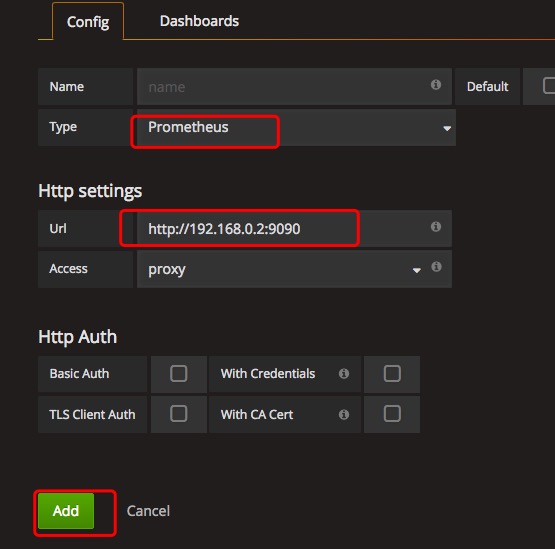 Config Dashboards
Name name Default
Type Prometheus
Http settings
Url http://192.168.0.2:9090
Access proxy
Http Auth
Basic Auth With Credentials
TLS Client Auth With CA Cert
Add Cancel